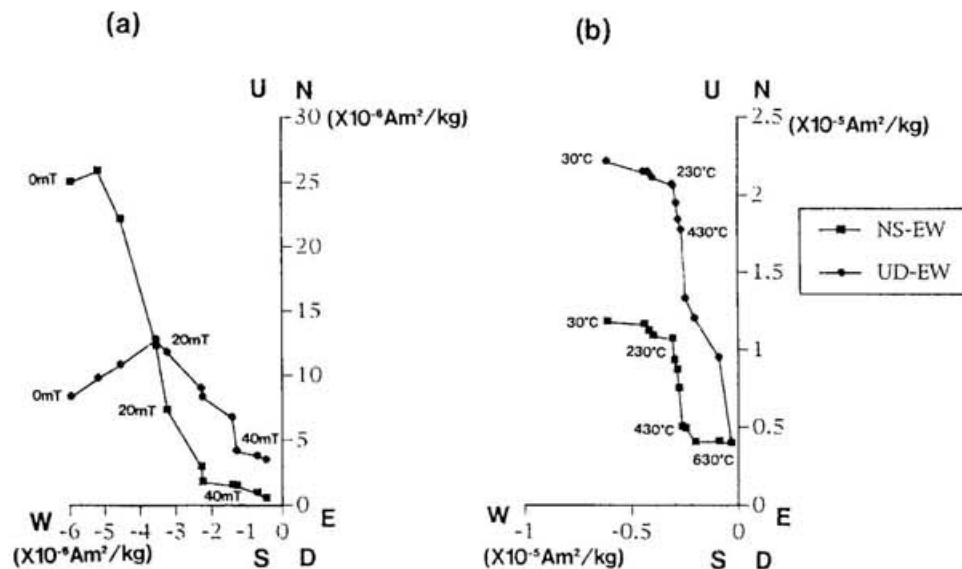 (a)
U N
30 (X10⁻⁶Am²/kg)
25
20
15
10
5
0
0mT
20mT
0mT
20mT
40mT
40mT
W -6 -5 -4 -3 -2 -1 0 E
(X10⁻⁶Am²/kg) S D
(b)
U N
2.5 (X10⁻⁵Am²/kg)
2
1.5
1
0.5
0
30°C
230°C
430°C
30°C
230°C
430°C
630°C
W -1 -0.5 0 E
(X10⁻⁵Am²/kg) S D
NS-EW
UD-EW